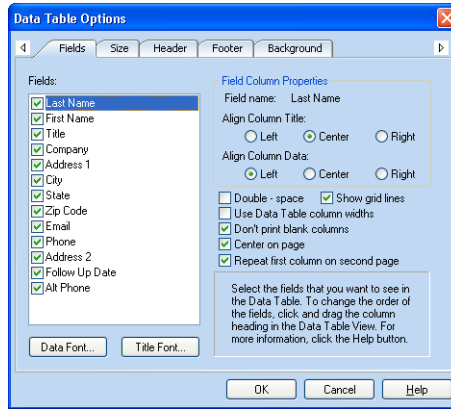 Data Table Options
Fields
Size
Header
Footer
Background
Fields:
Last Name
First Name
Title
Company
Address 1
City
State
Zip Code
Email
Phone
Address 2
Follow Up Date
Alt Phone
Data Font...
Title Font...
Field Column Properties
Field name: Last Name
Align Column Title:
Left Center Right
Align Column Data:
Left Center Right
Double - space Show grid lines
Use Data Table column widths
Don't print blank columns
Center on page
Repeat first column on second page
Select the fields that you want to see in
the Data Table. To change the order of
the fields, click and drag the column
heading in the Data Table View. For
more information, click the Help button.
OK
Cancel
Help